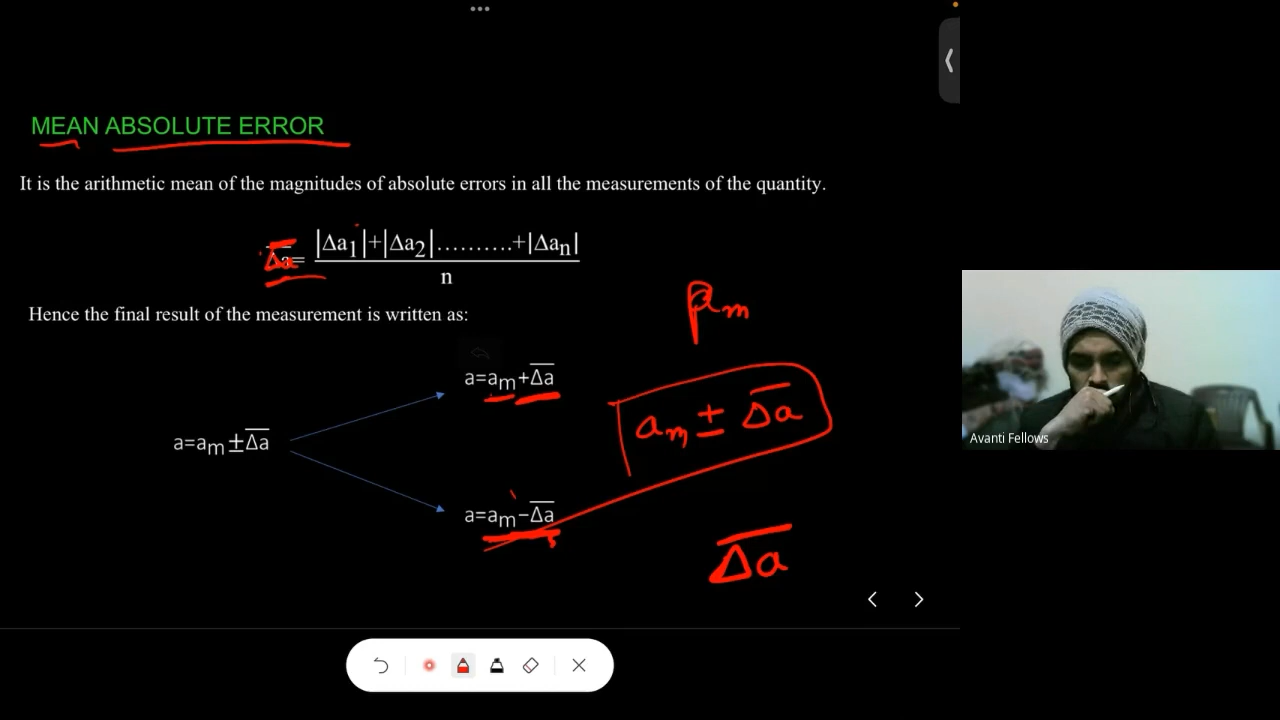 MEAN ABSOLUTE ERROR
It is the arithmetic mean of the magnitudes of absolute errors in all the measurements of the quantity.
Δa̅= |Δa₁|+|Δa₂|..........+|Δaₙ|
n
Hence the final result of the measurement is written as:
aₘ
a=aₘ+Δa̅
aₘ ± Δa̅
a=aₘ±Δa̅
Avanti Fellows
a=aₘ−Δa̅
Δa̅